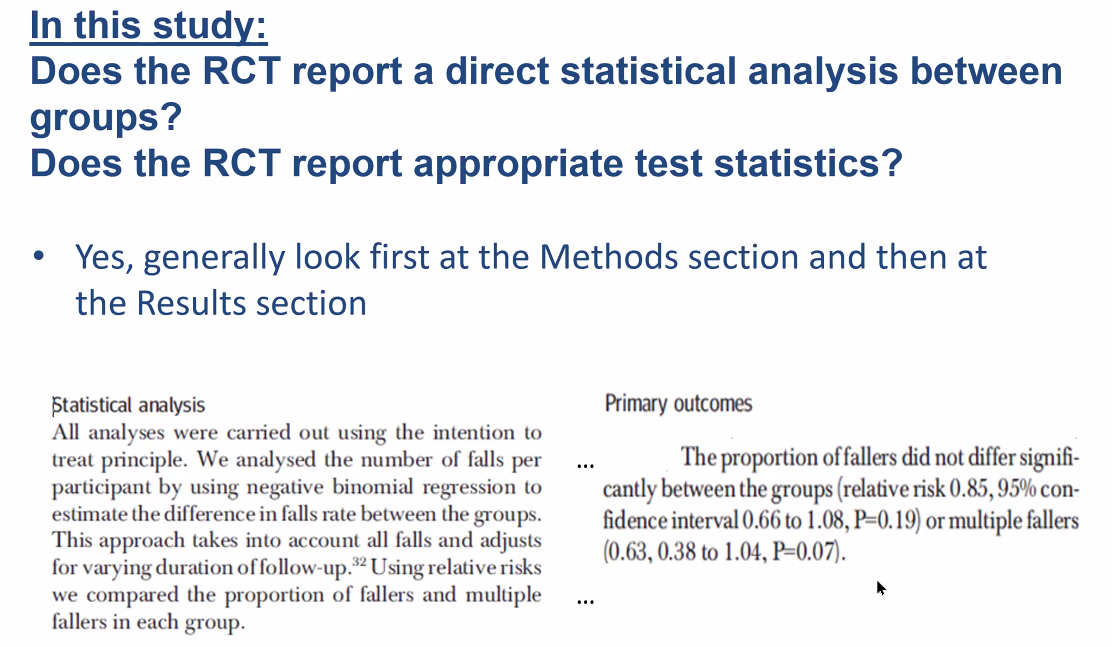 In this study:
Does the RCT report a direct statistical analysis between
groups?
Does the RCT report appropriate test statistics?
• Yes, generally look first at the Methods section and then at
the Results section
Statistical analysis
All analyses were carried out using the intention to
treat principle. We analysed the number of falls per
participant by using negative binomial regression to
estimate the difference in falls rate between the groups.
This approach takes into account all falls and adjusts
for varying duration of follow-up.³² Using relative risks
we compared the proportion of fallers and multiple
fallers in each group.
...
...
Primary outcomes
The proportion of fallers did not differ signifi-
cantly between the groups (relative risk 0.85, 95% con-
fidence interval 0.66 to 1.08, P=0.19) or multiple fallers
(0.63, 0.38 to 1.04, P=0.07).